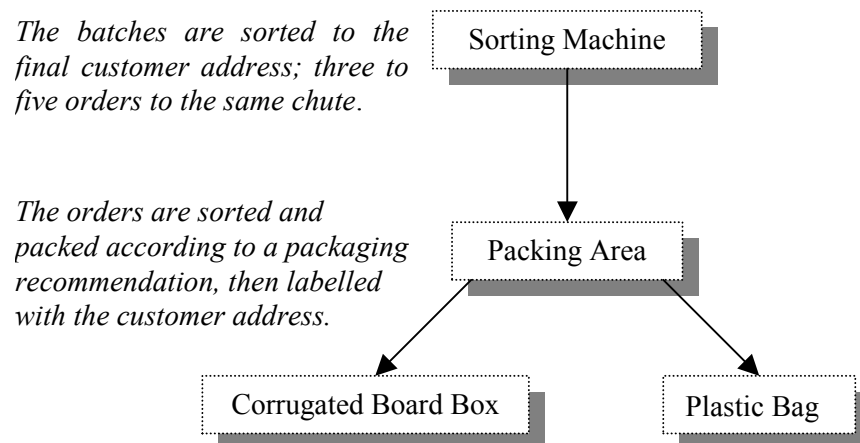 The batches are sorted to the
final customer address; three to
five orders to the same chute.
Sorting Machine
The orders are sorted and
packed according to a packaging
recommendation, then labelled
with the customer address.
Packing Area
Corrugated Board Box
Plastic Bag